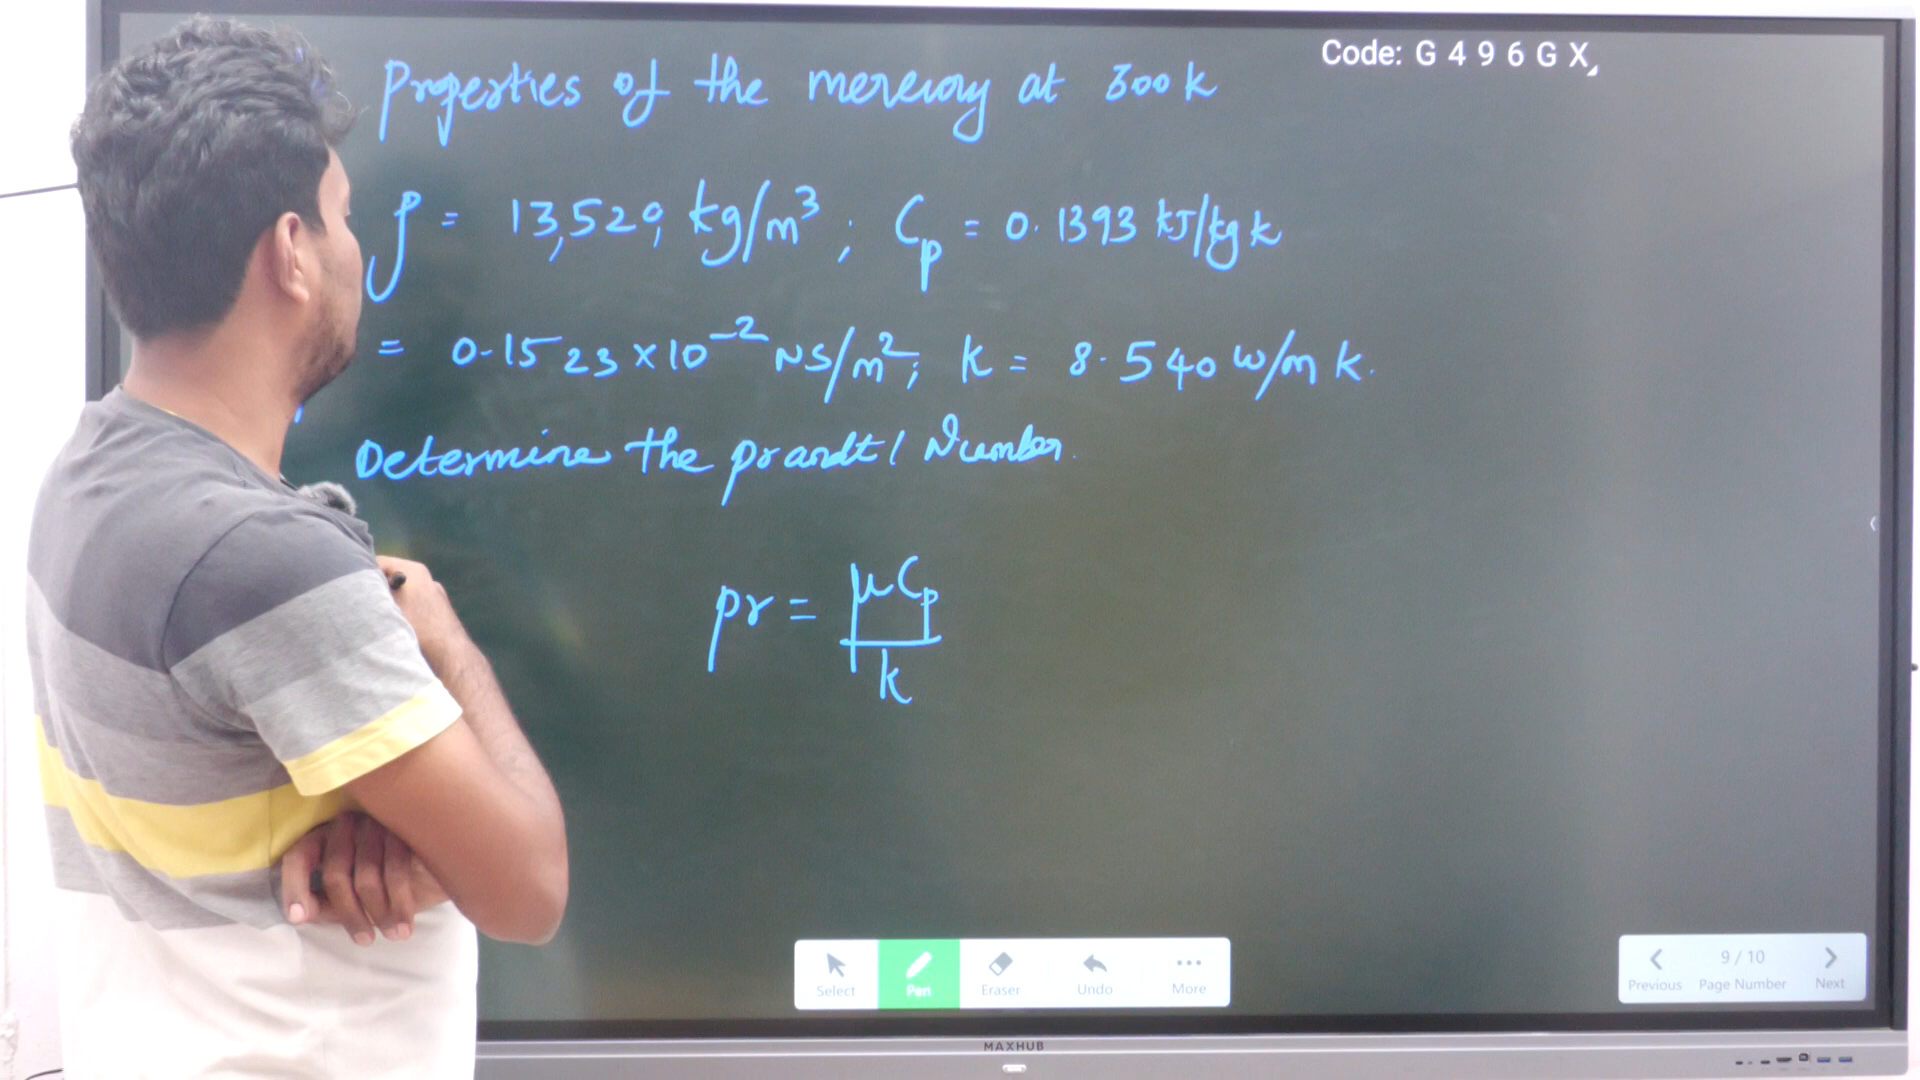 Code: G 4 9 6 G X
Properties of the mercury at 300 k
ρ = 13,529 kg/m³ ; Cp = 0.1393 kJ/kg k
= 0.1523 x 10⁻² NS/m² ; k = 8.540 w/m k.
Determine the prandtl Number.
pr = μCp
k
Select Pen Eraser Undo More
Previous 9 / 10 Page Number Next
MAXHUB